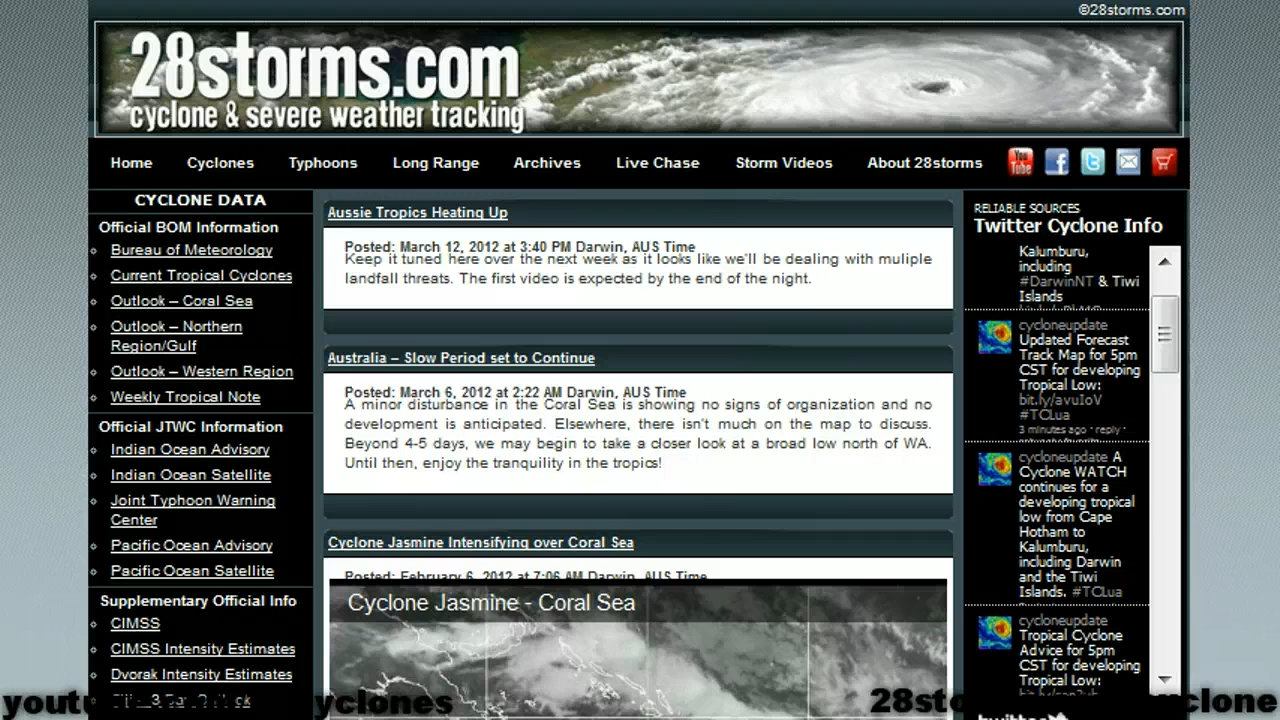 ©28storms.com
28storms.com
cyclone & severe weather tracking
Home Cyclones Typhoons Long Range Archives Live Chase Storm Videos About 28storms
You Tube
CYCLONE DATA
Official BOM Information
Bureau of Meteorology
Current Tropical Cyclones
Outlook – Coral Sea
Outlook – Northern
Region/Gulf
Outlook – Western Region
Weekly Tropical Note
Official JTWC Information
Indian Ocean Advisory
Indian Ocean Satellite
Joint Typhoon Warning
Center
Pacific Ocean Advisory
Pacific Ocean Satellite
Supplementary Official Info
CIMSS
CIMSS Intensity Estimates
Dvorak Intensity Estimates
Aussie Tropics Heating Up
Posted: March 12, 2012 at 3:40 PM Darwin, AUS Time
Keep it tuned here over the next week as it looks like we'll be dealing with muliple
landfall threats. The first video is expected by the end of the night.
Australia – Slow Period set to Continue
Posted: March 6, 2012 at 2:22 AM Darwin, AUS Time
A minor disturbance in the Coral Sea is showing no signs of organization and no
development is anticipated. Elsewhere, there isn't much on the map to discuss.
Beyond 4-5 days, we may begin to take a closer look at a broad low north of WA.
Until then, enjoy the tranquility in the tropics!
Cyclone Jasmine Intensifying over Coral Sea
Posted: February 6, 2012 at 7:06 AM Darwin, AUS Time
Cyclone Jasmine - Coral Sea
RELIABLE SOURCES
Twitter Cyclone Info
Kalumburu,
including
#DarwinNT & Tiwi
Islands
cycloneupdate
Updated Forecast
Track Map for 5pm
CST for developing
Tropical Low:
bit.ly/avuIoV
#TCLua
3 minutes ago · reply ·
cycloneupdate A
Cyclone WATCH
continues for a
developing tropical
low from Cape
Hotham to
Kalumburu,
including Darwin
and the Tiwi
Islands. #TCLua
cycloneupdate
Tropical Cyclone
Advice for 5pm
CST for developing
Tropical Low: